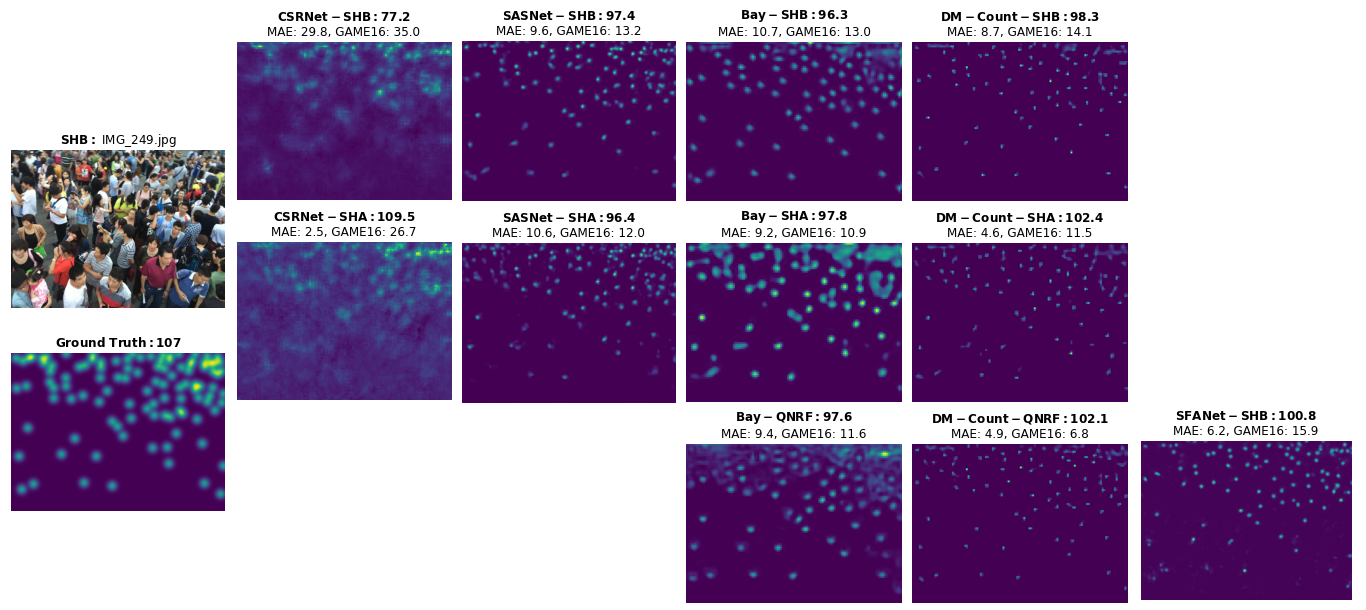 CSRNet − SHB : 77.2
MAE: 29.8, GAME16: 35.0
SASNet − SHB : 97.4
MAE: 9.6, GAME16: 13.2
Bay − SHB : 96.3
MAE: 10.7, GAME16: 13.0
DM − Count − SHB : 98.3
MAE: 8.7, GAME16: 14.1
SHB : IMG_249.jpg
CSRNet − SHA : 109.5
MAE: 2.5, GAME16: 26.7
SASNet − SHA : 96.4
MAE: 10.6, GAME16: 12.0
Bay − SHA : 97.8
MAE: 9.2, GAME16: 10.9
DM − Count − SHA : 102.4
MAE: 4.6, GAME16: 11.5
Ground Truth : 107
Bay − QNRF : 97.6
MAE: 9.4, GAME16: 11.6
DM − Count − QNRF : 102.1
MAE: 4.9, GAME16: 6.8
SFANet − SHB : 100.8
MAE: 6.2, GAME16: 15.9